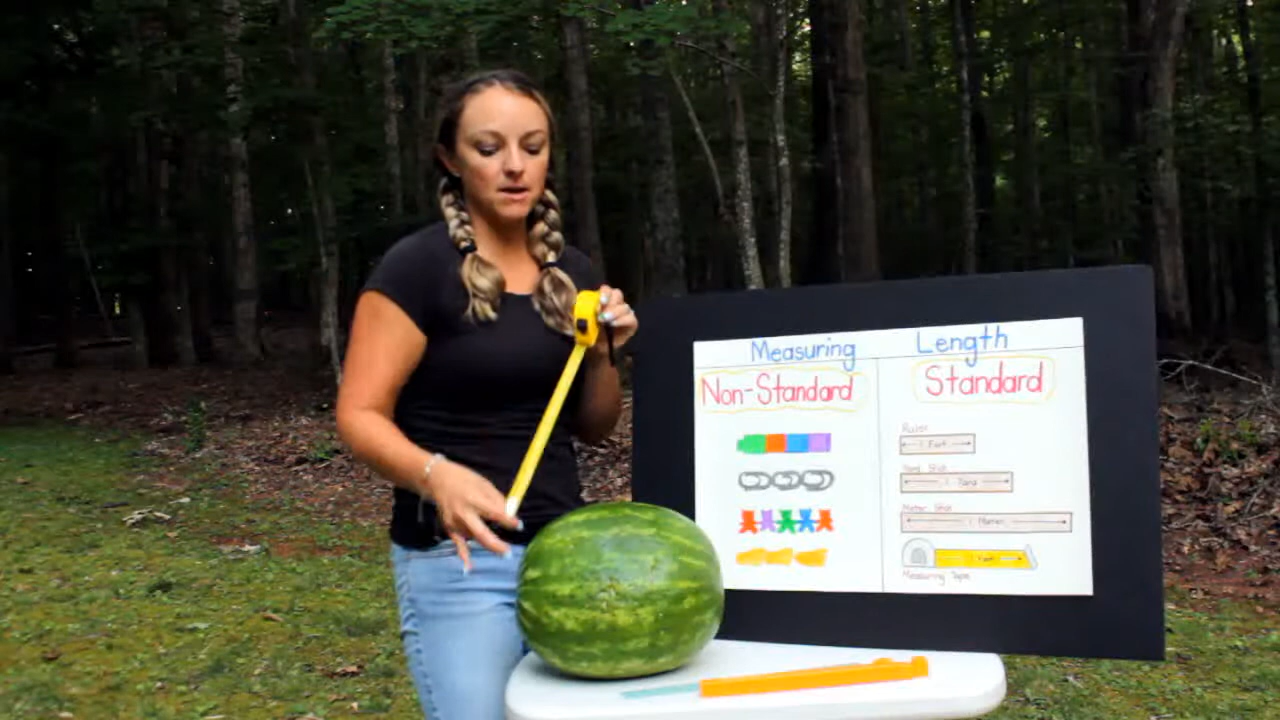 Measuring Length
Non-Standard
Standard
Ruler
1 Foot
Yard Stick
1 Yard
Meter Stick
1 Meter
1 Foot
Measuring Tape